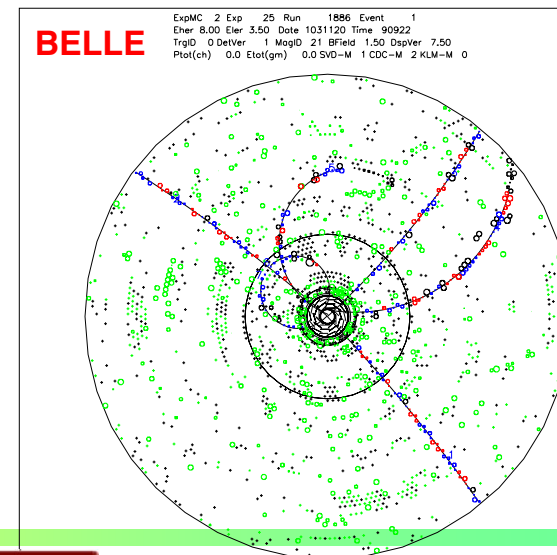 BELLE
ExpMC 2 Exp 25 Run 1886 Event 1
Eher 8.00 Eler 3.50 Date 1031120 Time 90922
TrgID 0 DetVer 1 MagID 21 BField 1.50 DspVer 7.50
Ptot(ch) 0.0 Etot(gm) 0.0 SVD-M 1 CDC-M 2 KLM-M 0